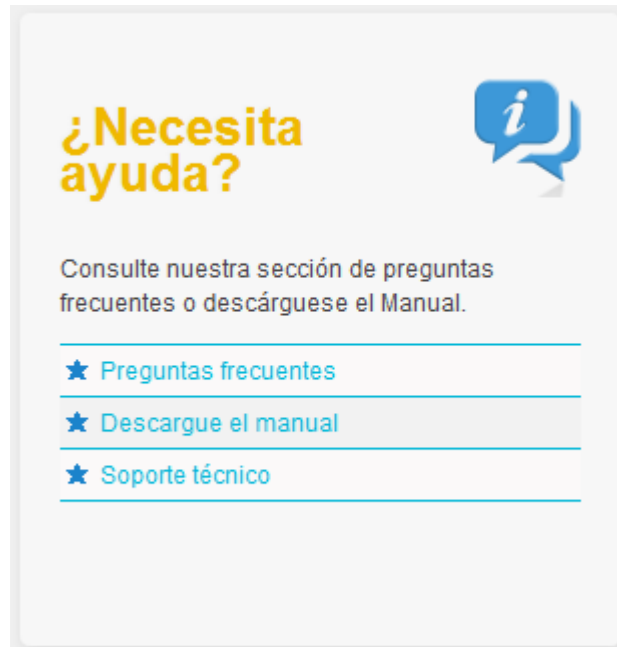 ¿Necesita
ayuda?
i
Consulte nuestra sección de preguntas
frecuentes o descárguese el Manual.
Preguntas frecuentes
Descargue el manual
Soporte técnico